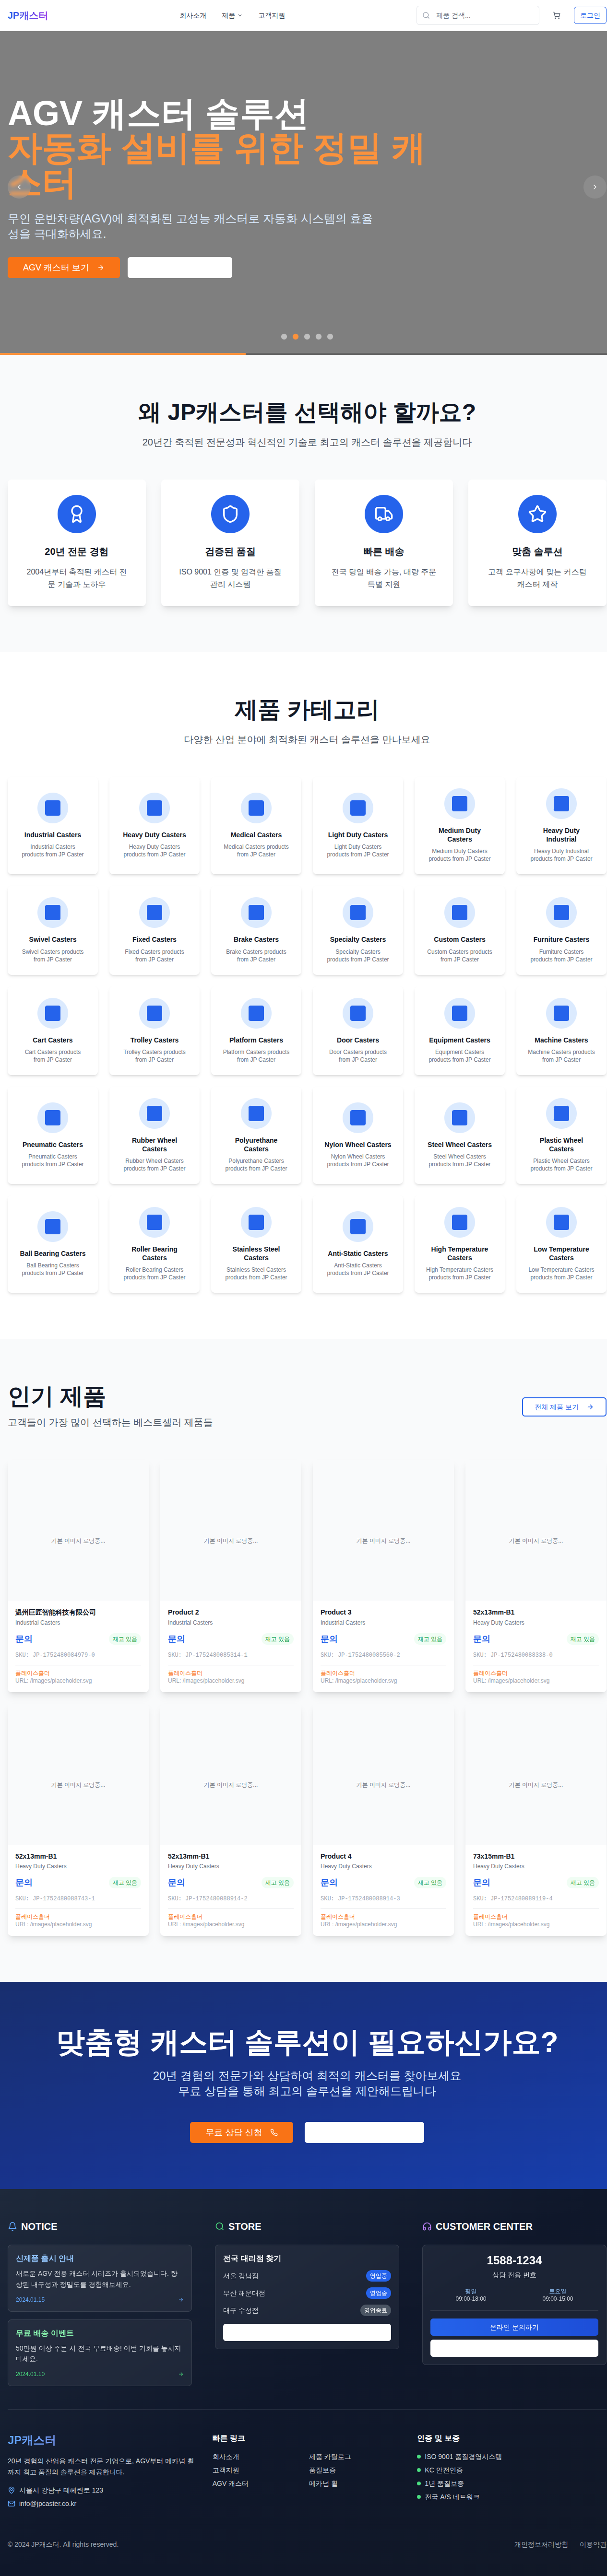 JP캐스터
회사소개 제품 고객지원
제품 검색...
로그인
AGV 캐스터 솔루션
자동화 설비를 위한 정밀 캐
스터
무인 운반차량(AGV)에 최적화된 고성능 캐스터로 자동화 시스템의 효율
성을 극대화하세요.
AGV 캐스터 보기
왜 JP캐스터를 선택해야 할까요?
20년간 축적된 전문성과 혁신적인 기술로 최고의 캐스터 솔루션을 제공합니다
20년 전문 경험
2004년부터 축적된 캐스터 전
문 기술과 노하우
검증된 품질
ISO 9001 인증 및 엄격한 품질
관리 시스템
빠른 배송
전국 당일 배송 가능, 대량 주문
특별 지원
맞춤 솔루션
고객 요구사항에 맞는 커스텀
캐스터 제작
제품 카테고리
다양한 산업 분야에 최적화된 캐스터 솔루션을 만나보세요
Industrial Casters
Industrial Casters
products from JP Caster
Heavy Duty Casters
Heavy Duty Casters
products from JP Caster
Medical Casters
Medical Casters products
from JP Caster
Light Duty Casters
Light Duty Casters
products from JP Caster
Medium Duty
Casters
Medium Duty Casters
products from JP Caster
Heavy Duty
Industrial
Heavy Duty Industrial
products from JP Caster
Swivel Casters
Swivel Casters products
from JP Caster
Fixed Casters
Fixed Casters products
from JP Caster
Brake Casters
Brake Casters products
from JP Caster
Specialty Casters
Specialty Casters
products from JP Caster
Custom Casters
Custom Casters products
from JP Caster
Furniture Casters
Furniture Casters
products from JP Caster
Cart Casters
Cart Casters products
from JP Caster
Trolley Casters
Trolley Casters products
from JP Caster
Platform Casters
Platform Casters products
from JP Caster
Door Casters
Door Casters products
from JP Caster
Equipment Casters
Equipment Casters
products from JP Caster
Machine Casters
Machine Casters products
from JP Caster
Pneumatic Casters
Pneumatic Casters
products from JP Caster
Rubber Wheel
Casters
Rubber Wheel Casters
products from JP Caster
Polyurethane
Casters
Polyurethane Casters
products from JP Caster
Nylon Wheel Casters
Nylon Wheel Casters
products from JP Caster
Steel Wheel Casters
Steel Wheel Casters
products from JP Caster
Plastic Wheel
Casters
Plastic Wheel Casters
products from JP Caster
Ball Bearing Casters
Ball Bearing Casters
products from JP Caster
Roller Bearing
Casters
Roller Bearing Casters
products from JP Caster
Stainless Steel
Casters
Stainless Steel Casters
products from JP Caster
Anti-Static Casters
Anti-Static Casters
products from JP Caster
High Temperature
Casters
High Temperature Casters
products from JP Caster
Low Temperature
Casters
Low Temperature Casters
products from JP Caster
인기 제품
고객들이 가장 많이 선택하는 베스트셀러 제품들
전체 제품 보기
기본 이미지 로딩중...
温州巨匠智能科技有限公司
Industrial Casters
문의 재고 있음
SKU: JP-1752480084979-0
플레이스홀더
URL: /images/placeholder.svg
기본 이미지 로딩중...
Product 2
Industrial Casters
문의 재고 있음
SKU: JP-1752480085314-1
플레이스홀더
URL: /images/placeholder.svg
기본 이미지 로딩중...
Product 3
Industrial Casters
문의 재고 있음
SKU: JP-1752480085560-2
플레이스홀더
URL: /images/placeholder.svg
기본 이미지 로딩중...
52x13mm-B1
Heavy Duty Casters
문의 재고 있음
SKU: JP-1752480088338-0
플레이스홀더
URL: /images/placeholder.svg
기본 이미지 로딩중...
52x13mm-B1
Heavy Duty Casters
문의 재고 있음
SKU: JP-1752480088743-1
플레이스홀더
URL: /images/placeholder.svg
기본 이미지 로딩중...
52x13mm-B1
Heavy Duty Casters
문의 재고 있음
SKU: JP-1752480088914-2
플레이스홀더
URL: /images/placeholder.svg
기본 이미지 로딩중...
Product 4
Heavy Duty Casters
문의 재고 있음
SKU: JP-1752480088914-3
플레이스홀더
URL: /images/placeholder.svg
기본 이미지 로딩중...
73x15mm-B1
Heavy Duty Casters
문의 재고 있음
SKU: JP-1752480089119-4
플레이스홀더
URL: /images/placeholder.svg
맞춤형 캐스터 솔루션이 필요하신가요?
20년 경험의 전문가와 상담하여 최적의 캐스터를 찾아보세요
무료 상담을 통해 최고의 솔루션을 제안해드립니다
무료 상담 신청
NOTICE
신제품 출시 안내
새로운 AGV 전용 캐스터 시리즈가 출시되었습니다. 향
상된 내구성과 정밀도를 경험해보세요.
2024.01.15
무료 배송 이벤트
50만원 이상 주문 시 전국 무료배송! 이번 기회를 놓치지
마세요.
2024.01.10
STORE
전국 대리점 찾기
서울 강남점 영업중
부산 해운대점 영업중
대구 수성점 영업종료
CUSTOMER CENTER
1588-1234
상담 전용 번호
평일
09:00-18:00
토요일
09:00-15:00
온라인 문의하기
JP캐스터
20년 경험의 산업용 캐스터 전문 기업으로, AGV부터 메카넘 휠
까지 최고 품질의 솔루션을 제공합니다.
서울시 강남구 테헤란로 123
info@jpcaster.co.kr
빠른 링크
회사소개 제품 카탈로그
고객지원 품질보증
AGV 캐스터 메카넘 휠
인증 및 보증
ISO 9001 품질경영시스템
KC 안전인증
1년 품질보증
전국 A/S 네트워크
© 2024 JP캐스터. All rights reserved.
개인정보처리방침 이용약관